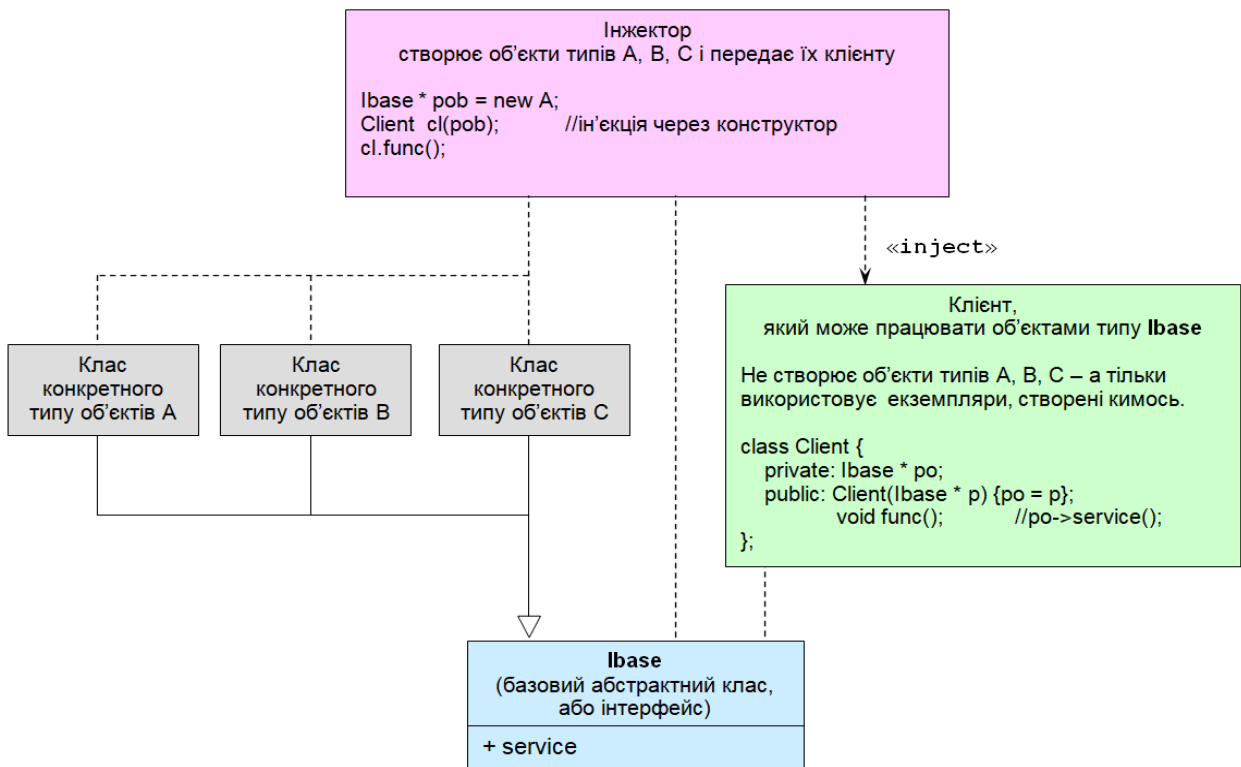 Інжектор
створює об’єкти типів A, B, C і передає їх клієнту
Ibase * pob = new A;
Client cl(pob); //ін’єкція через конструктор
cl.func();
«inject»
Клієнт,
який може працювати об’єктами типу Ibase
Не створює об’єкти типів A, B, C – а тільки
використовує екземпляри, створені кимось.
class Client {
private: Ibase * po;
public: Client(Ibase * p) {po = p};
void func(); //po->service();
};
Клас
конкретного
типу об’єктів A
Клас
конкретного
типу об’єктів B
Клас
конкретного
типу об’єктів C
Ibase
(базовий абстрактний клас,
або інтерфейс)
+ service